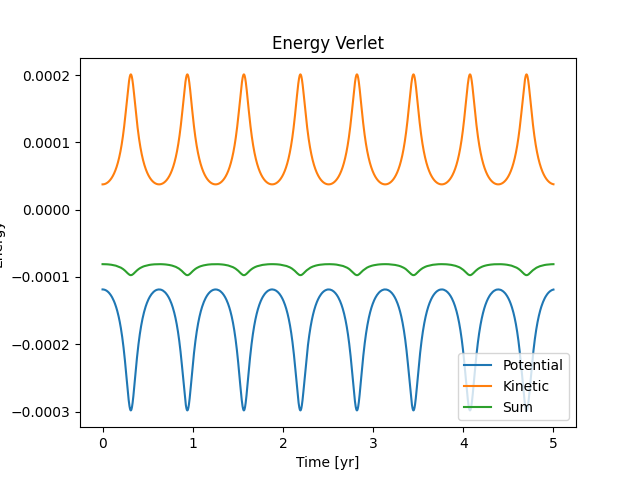 Energy Verlet
0.0002
0.0001
0.0000
−0.0001
−0.0002
−0.0003
Energy
0
1
2
3
4
5
Time [yr]
Potential
Kinetic
Sum